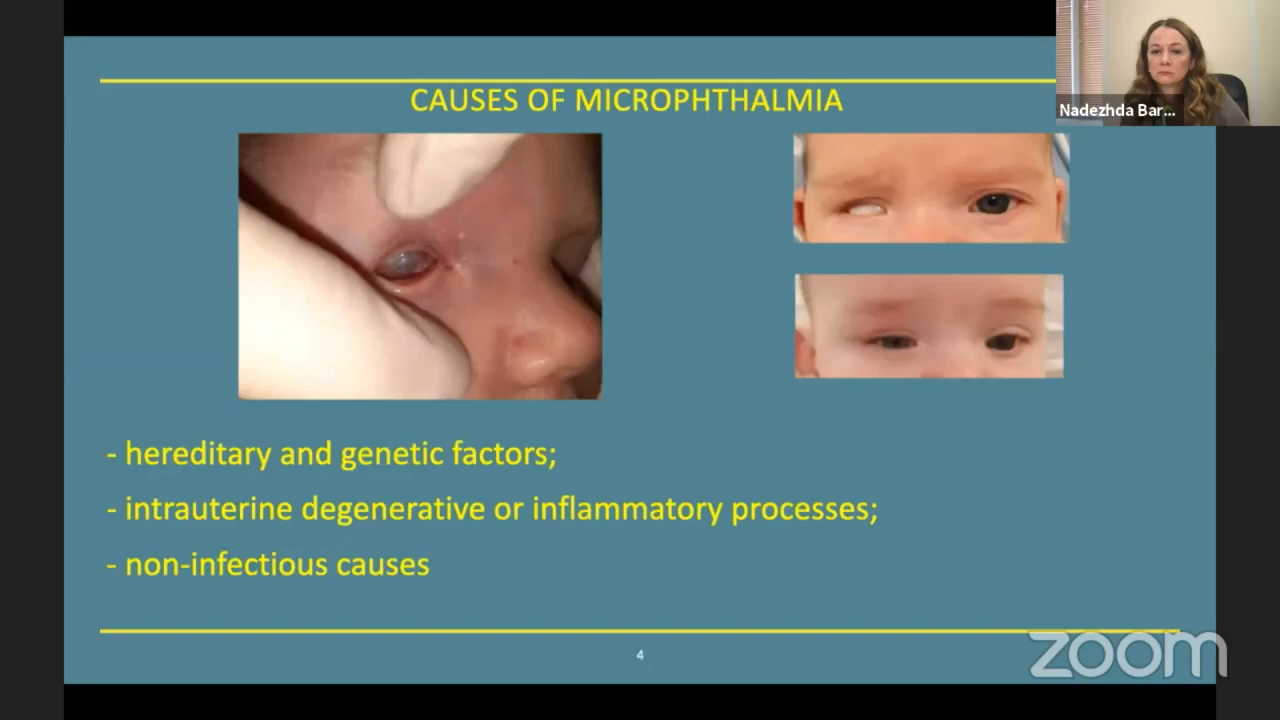 CAUSES OF MICROPHTHALMIA
Nadezhda Bar...
- hereditary and genetic factors;
- intrauterine degenerative or inflammatory processes;
- non-infectious causes
4
zoom